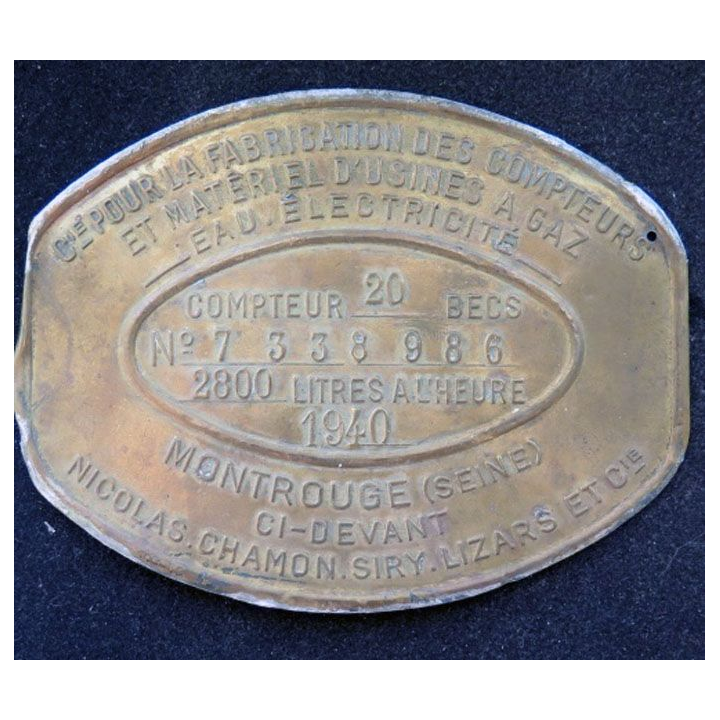 CIE POUR LA FABRICATION DES COMPTEURS
ET MATÉRIEL D'USINES A GAZ
EAU. ÉLECTRICITÉ
COMPTEUR 20 BECS
No 7 338 986
2800 LITRES A L'HEURE
1940
MONTROUGE (SEINE)
CI-DEVANT
NICOLAS. CHAMON. SIRY. LIZARS ET CIE